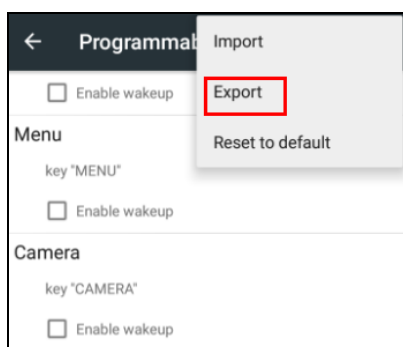 Programmab
Import
Enable wakeup
Export
Menu
Reset to default
key "MENU"
Enable wakeup
Camera
key "CAMERA"
Enable wakeup